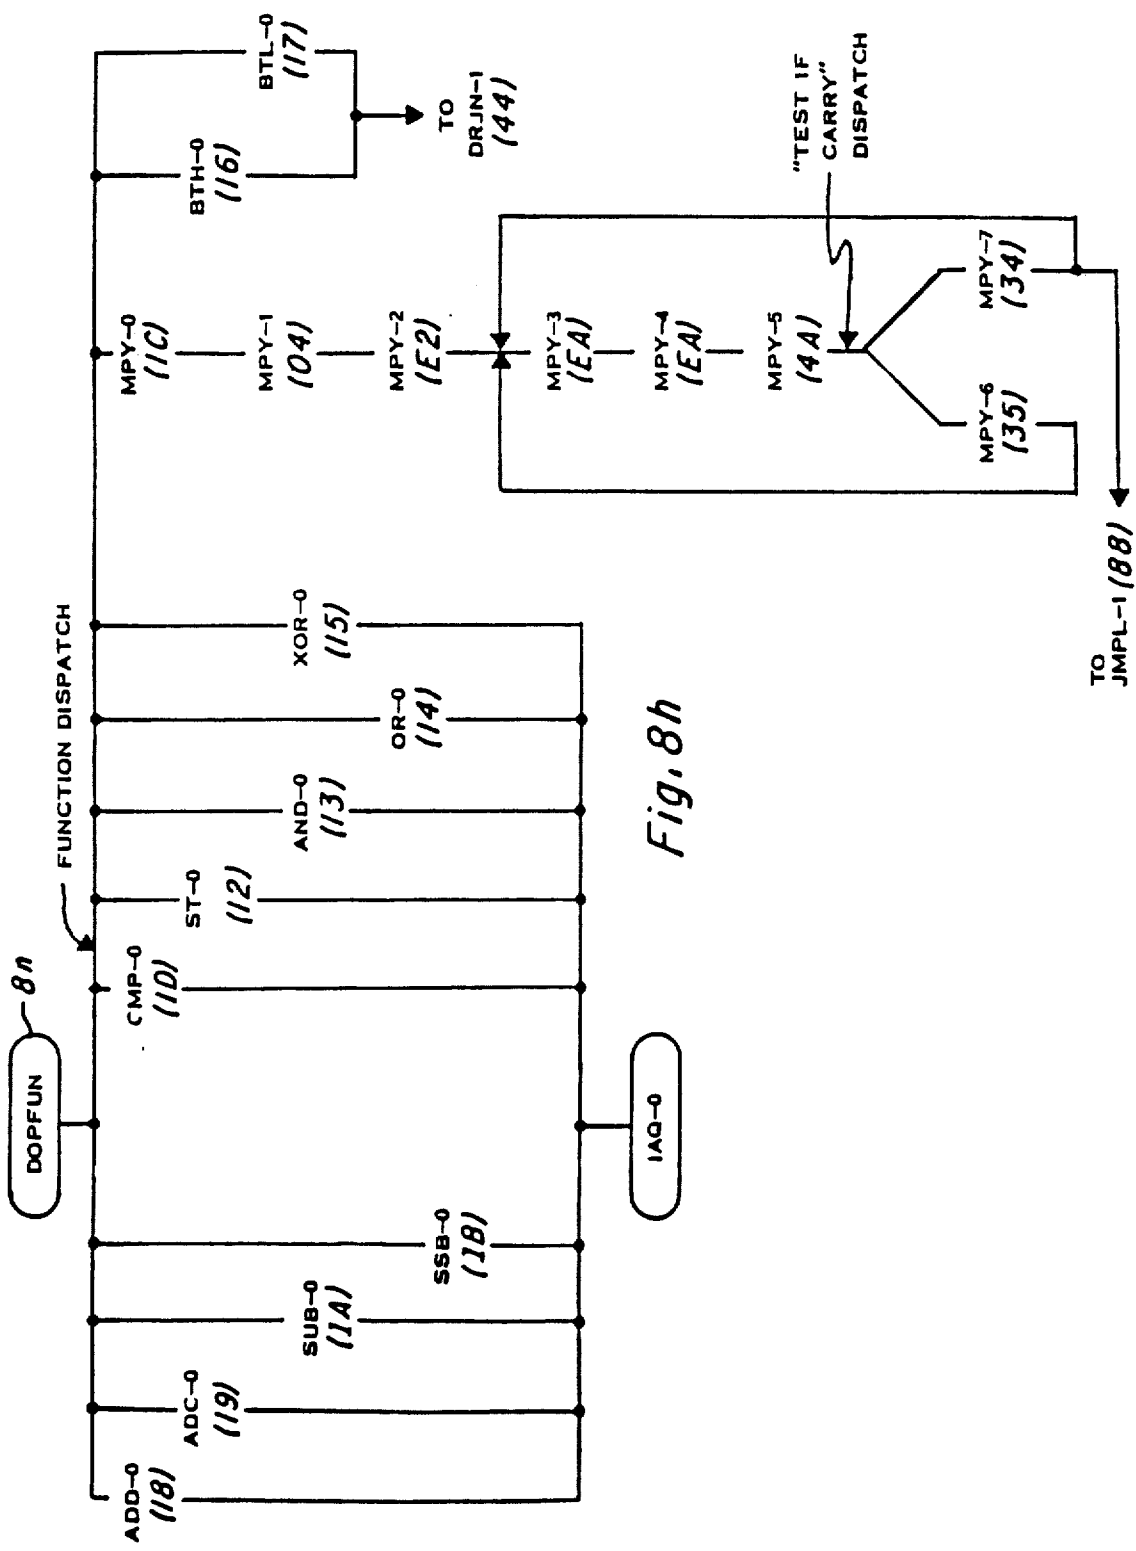 DOPFUN
8n
FUNCTION DISPATCH
ADD-0
(18)
ADC-0
(19)
SUB-0
(1A)
SSB-0
(1B)
CMP-0
(1D)
ST-0
(12)
AND-0
(13)
OR-0
(14)
XOR-0
(15)
IAQ-0
MPY-0
(1C)
MPY-1
(04)
MPY-2
(E2)
MPY-3
(EA)
MPY-4
(EA)
MPY-5
(4A)
"TEST IF
CARRY"
DISPATCH
MPY-6
(35)
MPY-7
(34)
TO
JMPL-1 (88)
BTH-0
(16)
BTL-0
(17)
TO
DRJN-1
(44)
Fig. 8h